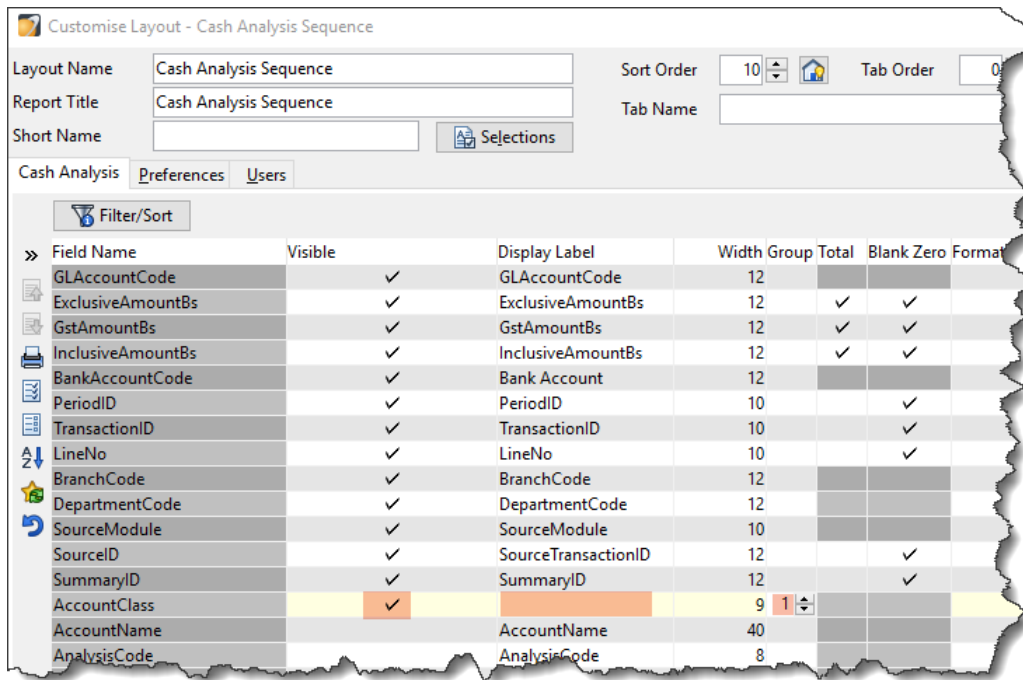 Customise Layout - Cash Analysis Sequence
Layout Name Cash Analysis Sequence Sort Order 10 Tab Order 0
Report Title Cash Analysis Sequence Tab Name
Short Name Selections
Cash Analysis Preferences Users
Filter/Sort
» Field Name Visible Display Label Width Group Total Blank Zero Format
GLAccountCode ✓ GLAccountCode 12
ExclusiveAmountBs ✓ ExclusiveAmountBs 12 ✓ ✓
GstAmountBs ✓ GstAmountBs 12 ✓ ✓
InclusiveAmountBs ✓ InclusiveAmountBs 12 ✓ ✓
BankAccountCode ✓ Bank Account 12
PeriodID ✓ PeriodID 10 ✓
TransactionID ✓ TransactionID 10 ✓
LineNo ✓ LineNo 10 ✓
BranchCode ✓ BranchCode 12
DepartmentCode ✓ DepartmentCode 12
SourceModule ✓ SourceModule 10
SourceID ✓ SourceTransactionID 12 ✓
SummaryID ✓ SummaryID 12 ✓
AccountClass ✓ 9 1
AccountName AccountName 40
AnalysisCode AnalysisCode 8